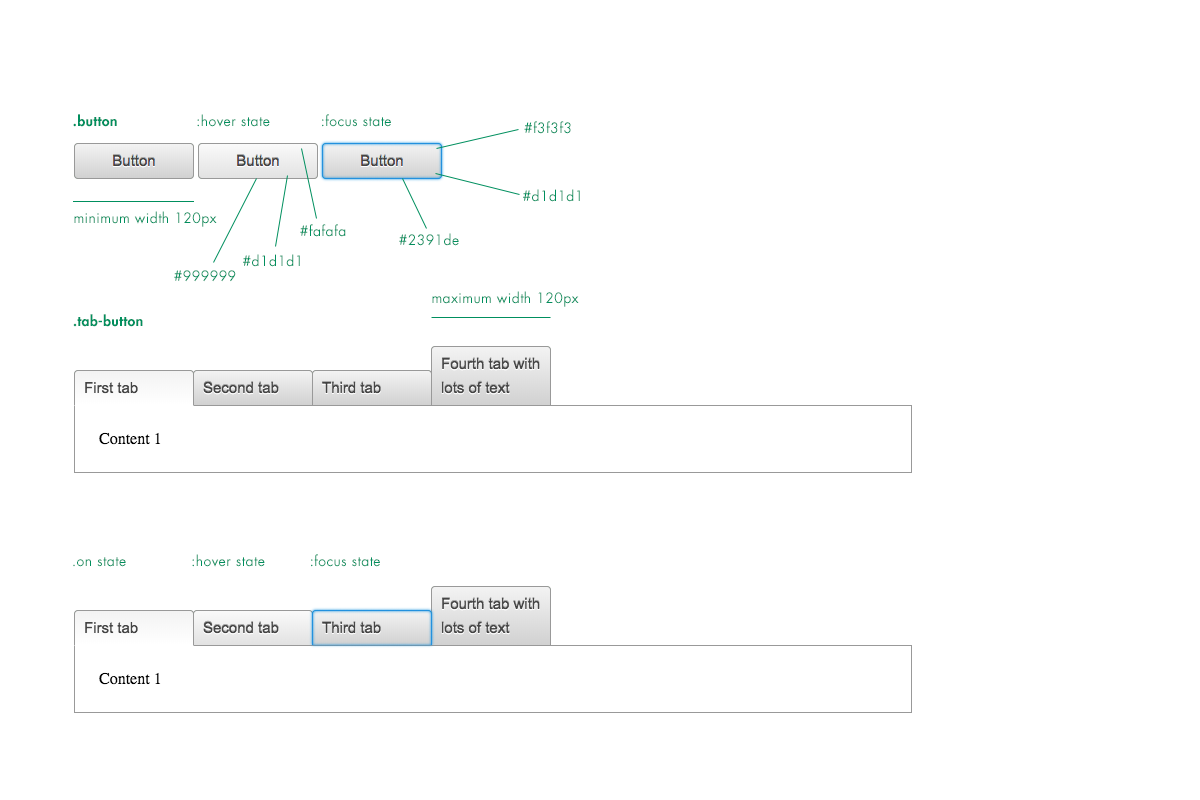 .button :hover state :focus state
#f3f3f3
Button Button Button
#d1d1d1
minimum width 120px
#fafafa
#2391de
#d1d1d1
#999999
maximum width 120px
.tab-button
Fourth tab with
First tab Second tab Third tab lots of text
Content 1
.on state :hover state :focus state
Fourth tab with
First tab Second tab Third tab lots of text
Content 1